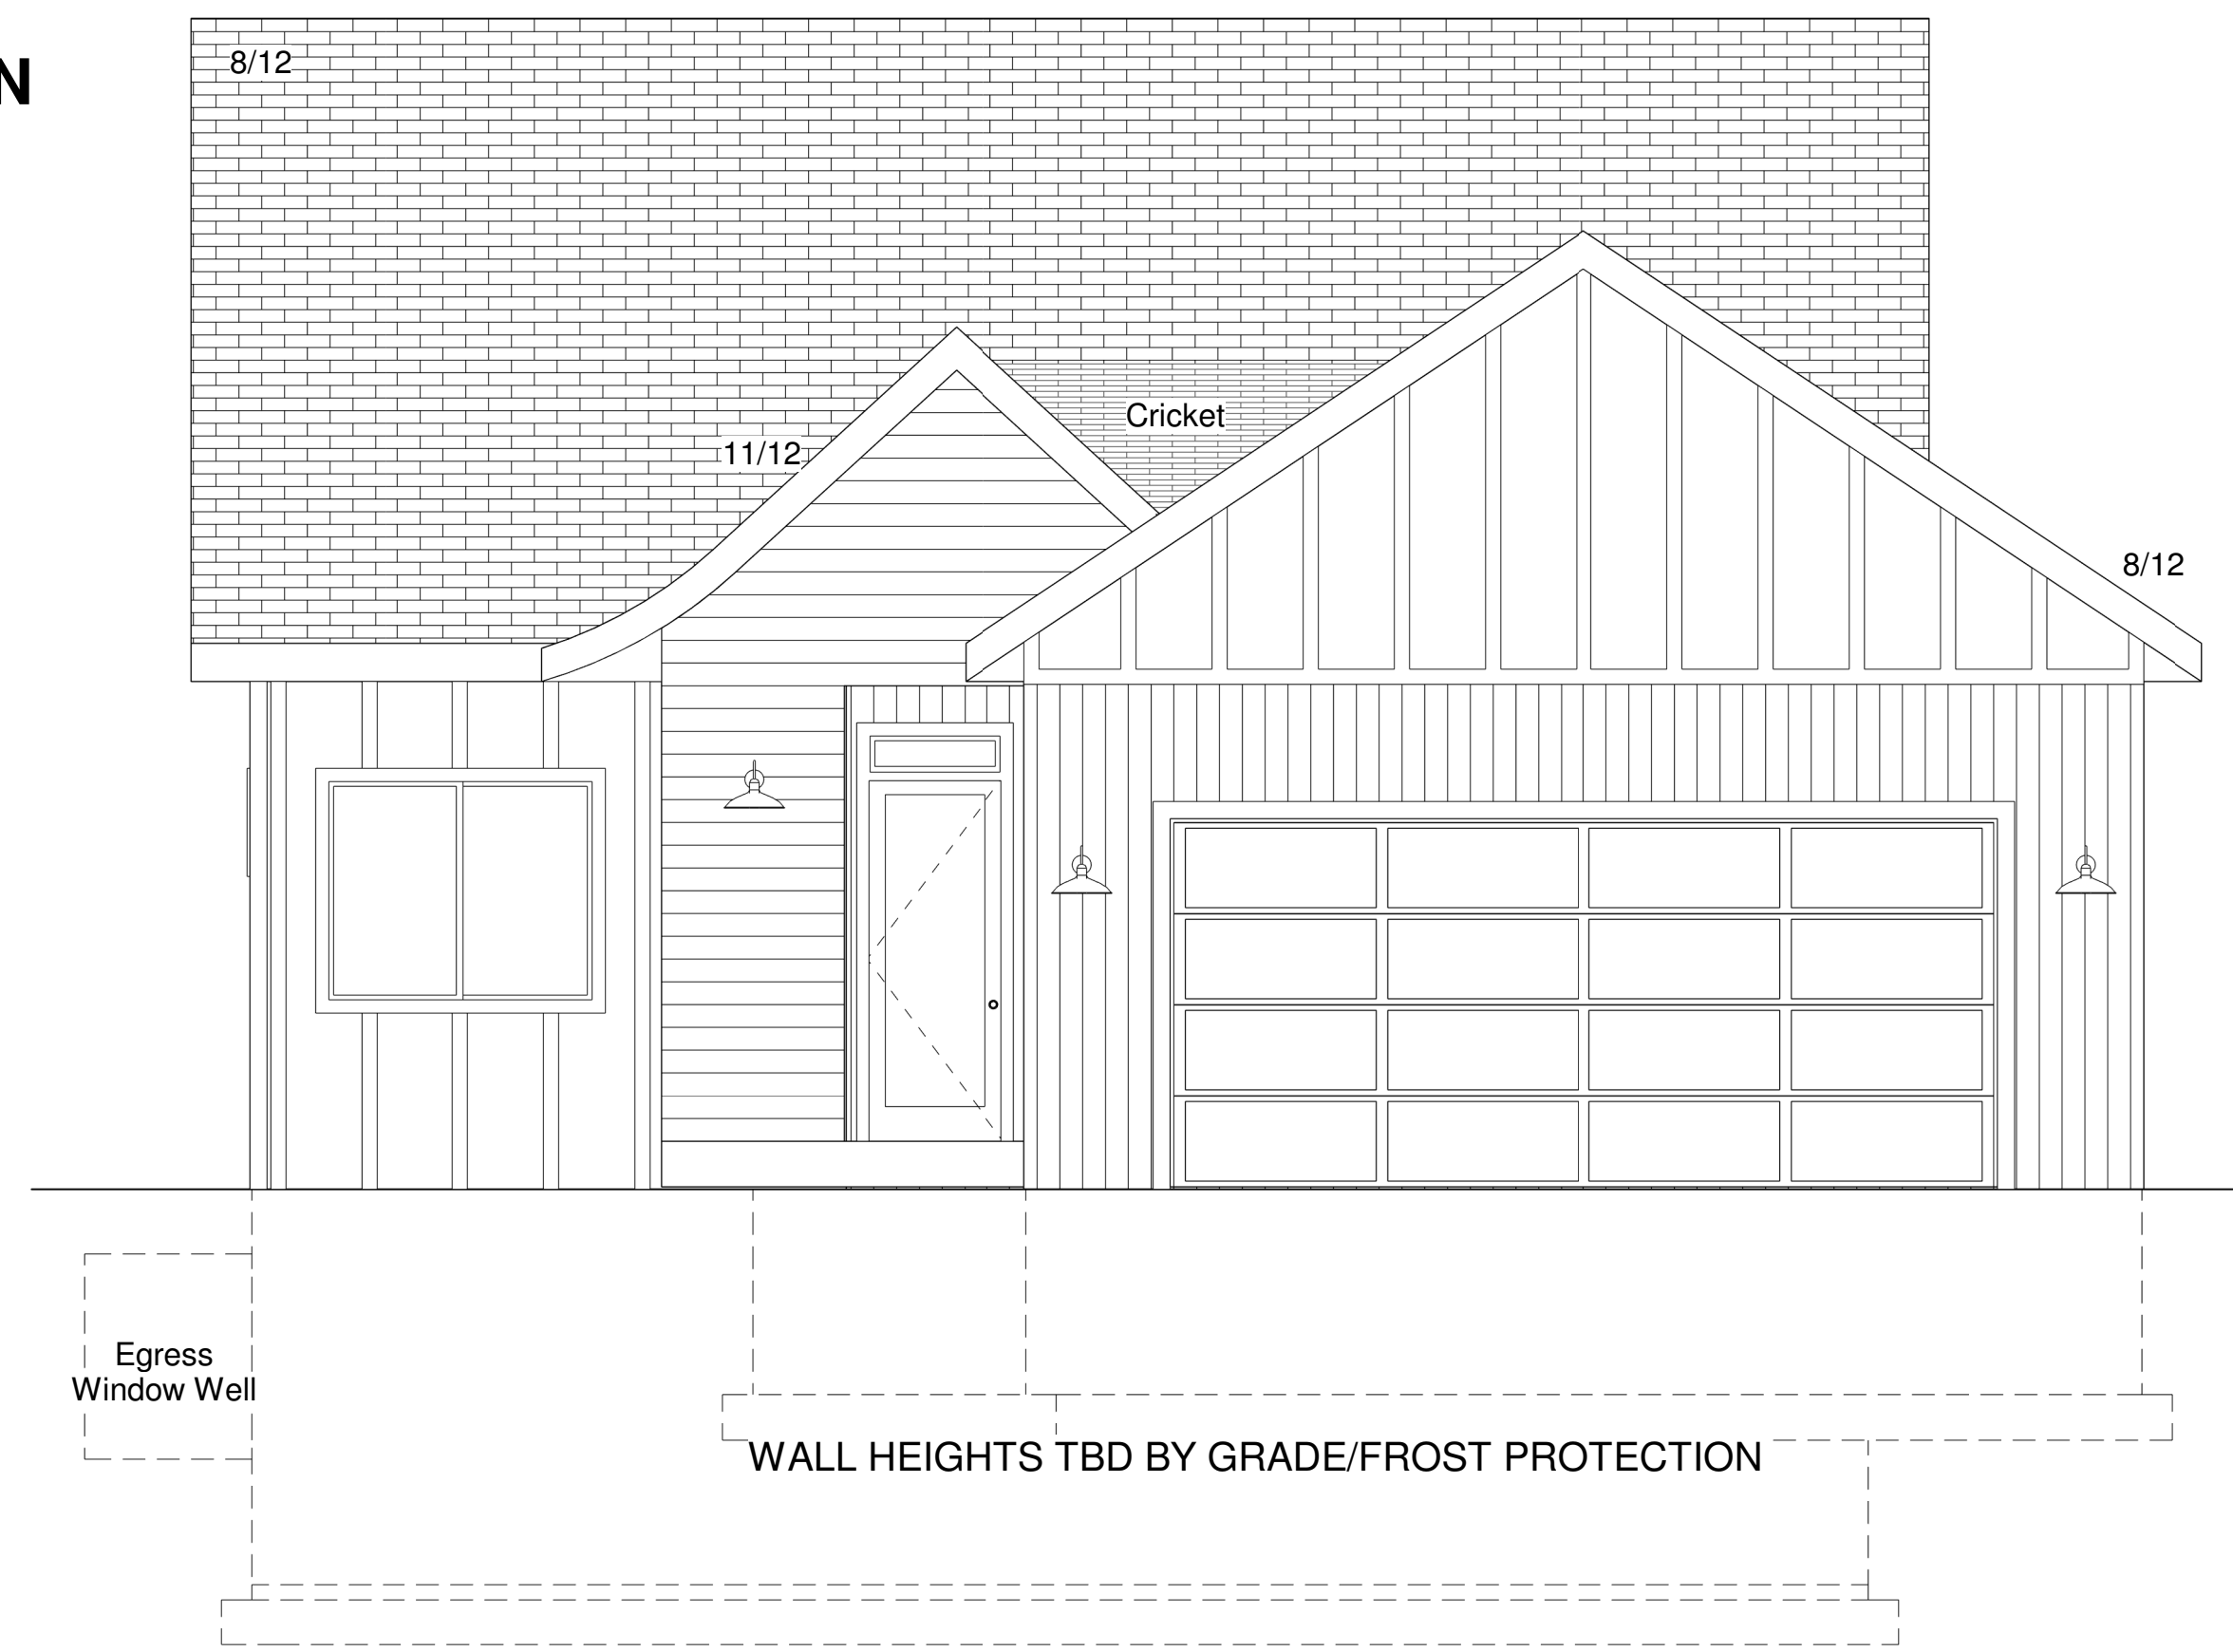 N
8/12
Cricket
11/12
8/12
Egress
Window Well
WALL HEIGHTS TBD BY GRADE/FROST PROTECTION